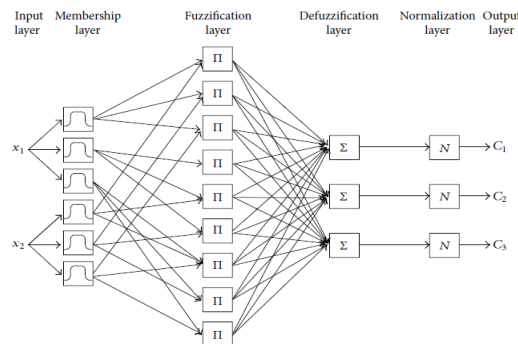 Input layer
Membership layer
Fuzzification layer
Defuzzification layer
Normalization layer
Output layer
Π
Π
Π
x₁
Σ
N
C₁
Π
Π
Σ
N
C₂
Π
x₂
Σ
N
C₃
Π
Π
Π